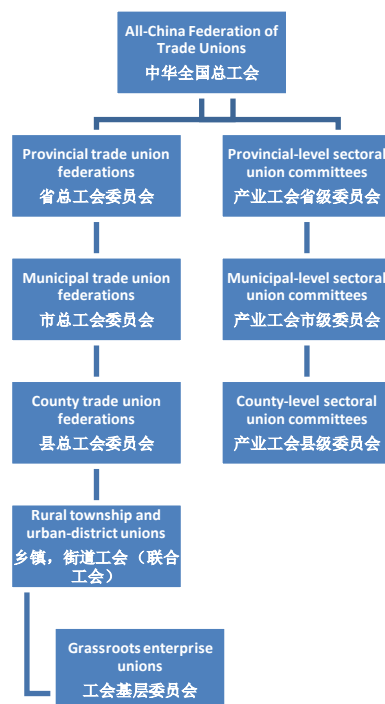 All-China Federation of
Trade Unions
中华全国总工会
Provincial trade union
federations
省总工会委员会
Provincial-level sectoral
union committees
产业工会省级委员会
Municipal trade union
federations
市总工会委员会
Municipal-level sectoral
union committees
产业工会市级委员会
County trade union
federations
县总工会委员会
County-level sectoral
union committees
产业工会县级委员会
Rural township and
urban-district unions
乡镇，街道工会（联合
工会）
Grassroots enterprise
unions
工会基层委员会